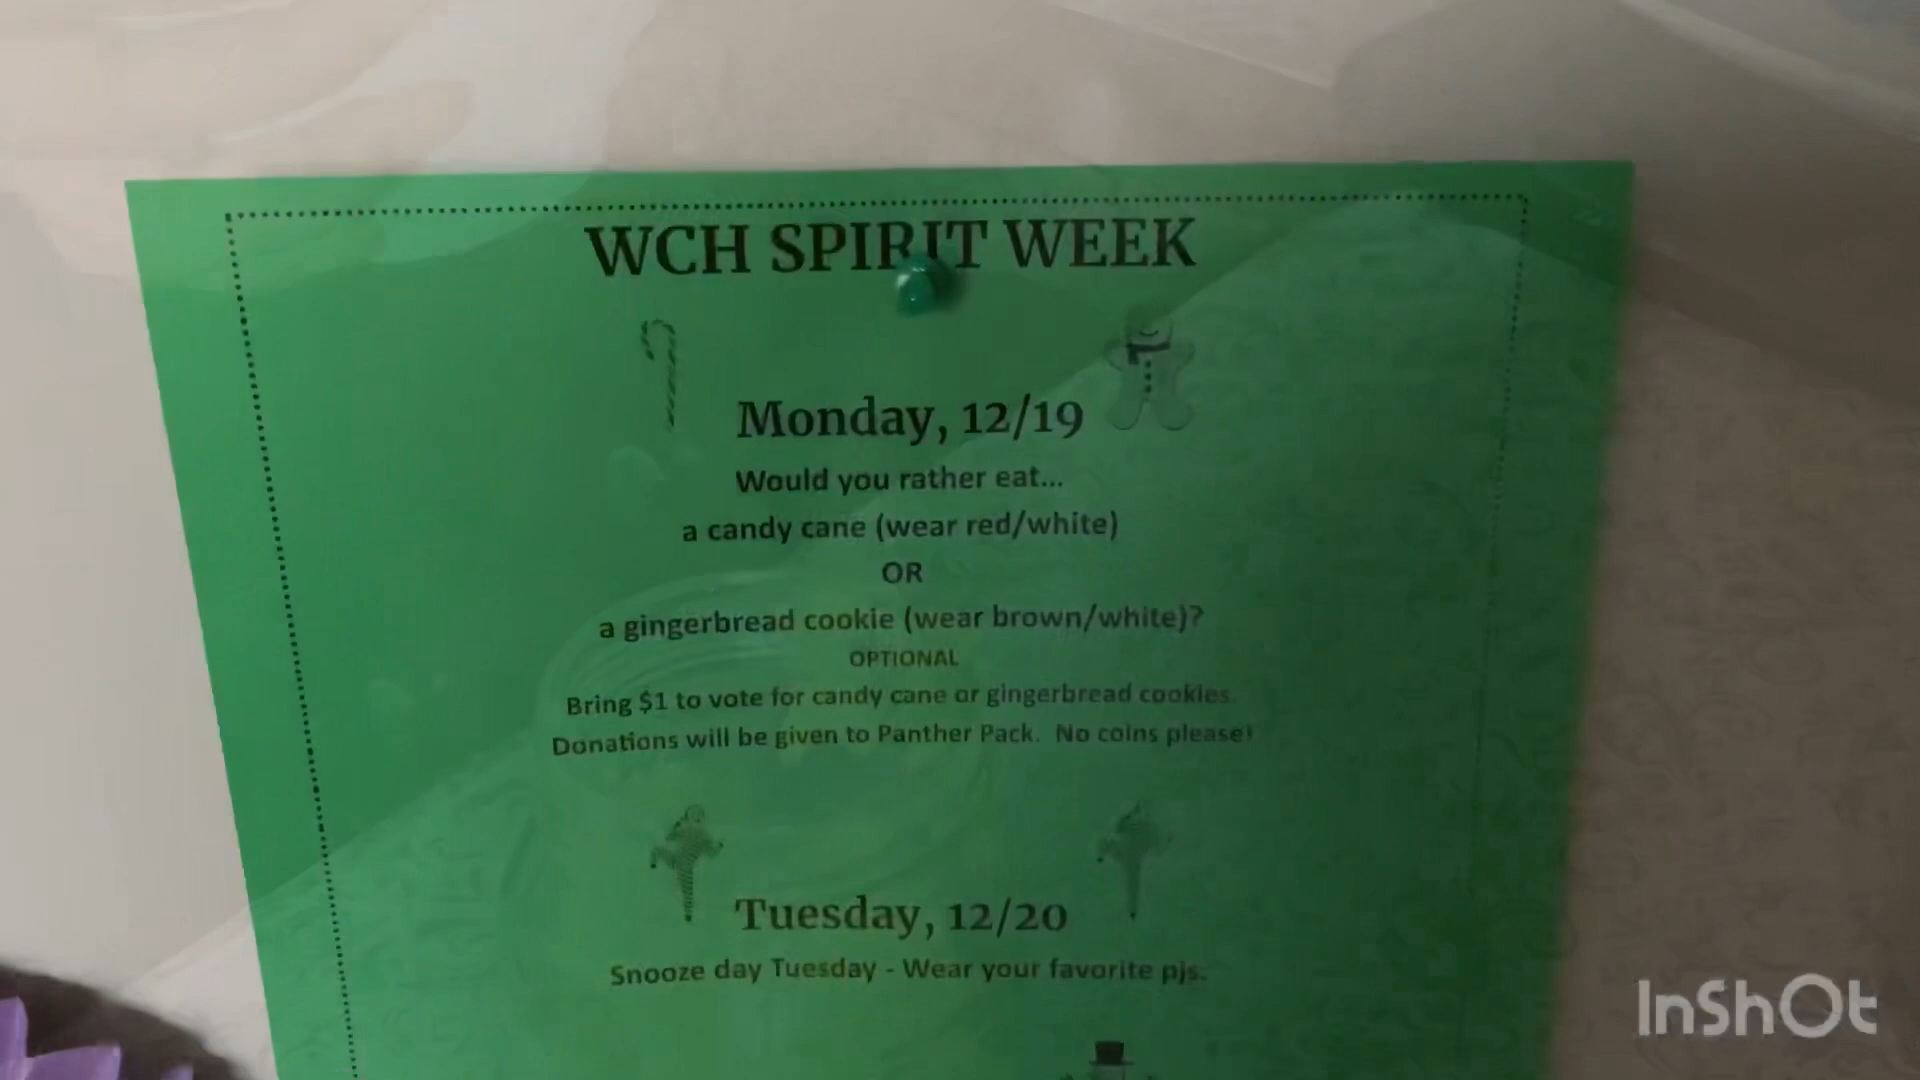 WCH SPIRIT WEEK
Monday, 12/19
Would you rather eat...
a candy cane (wear red/white)
OR
a gingerbread cookie (wear brown/white)?
OPTIONAL
Bring $1 to vote for candy cane or gingerbread cookies.
Donations will be given to Panther Pack.  No coins please!
Tuesday, 12/20
Snooze day Tuesday - Wear your favorite pjs.
InShOt